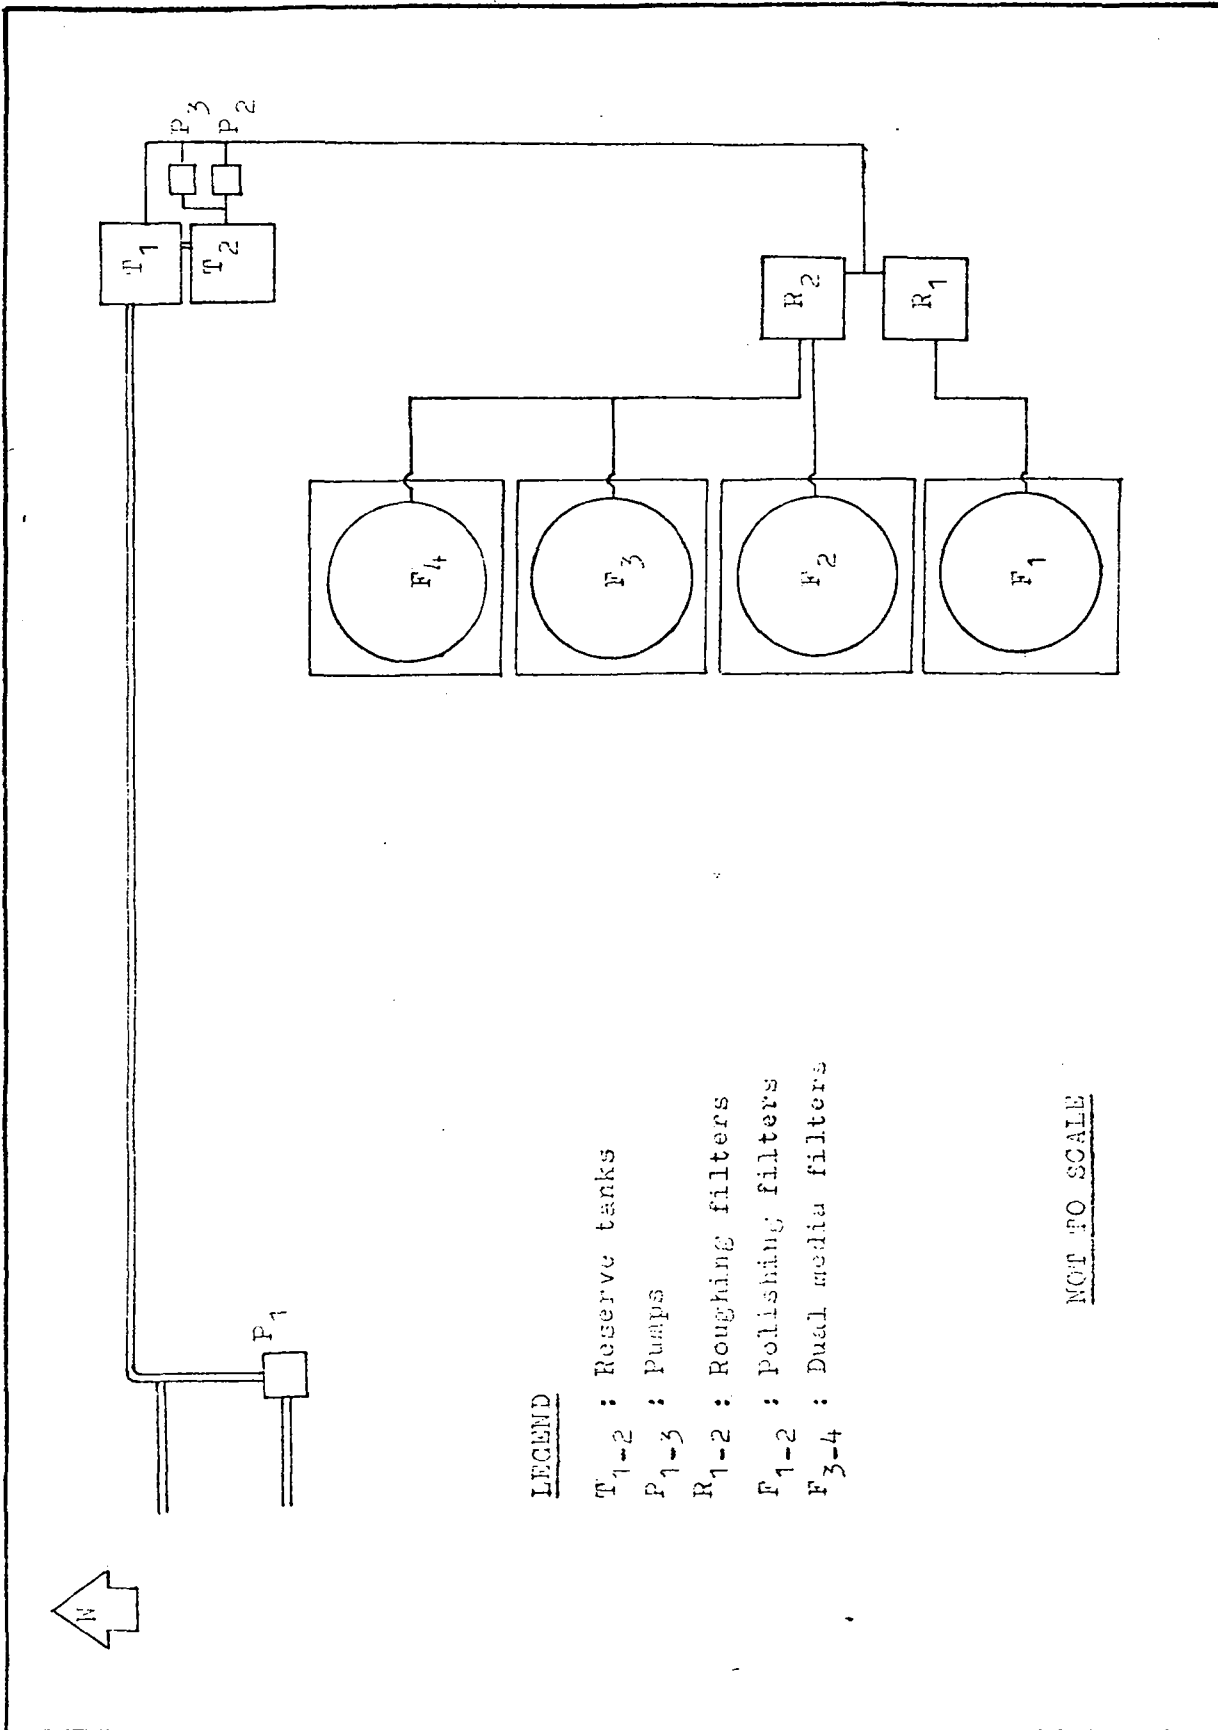 N
P₁
T₁
T₂
P₃
P₂
R₂
R₁
F₄
F₃
F₂
F₁
LEGEND
T₁₋₂ : Reserve tanks
P₁₋₃ : Pumps
R₁₋₂ : Roughing filters
F₁₋₂ : Polishing filters
F₃₋₄ : Dual media filters
NOT TO SCALE